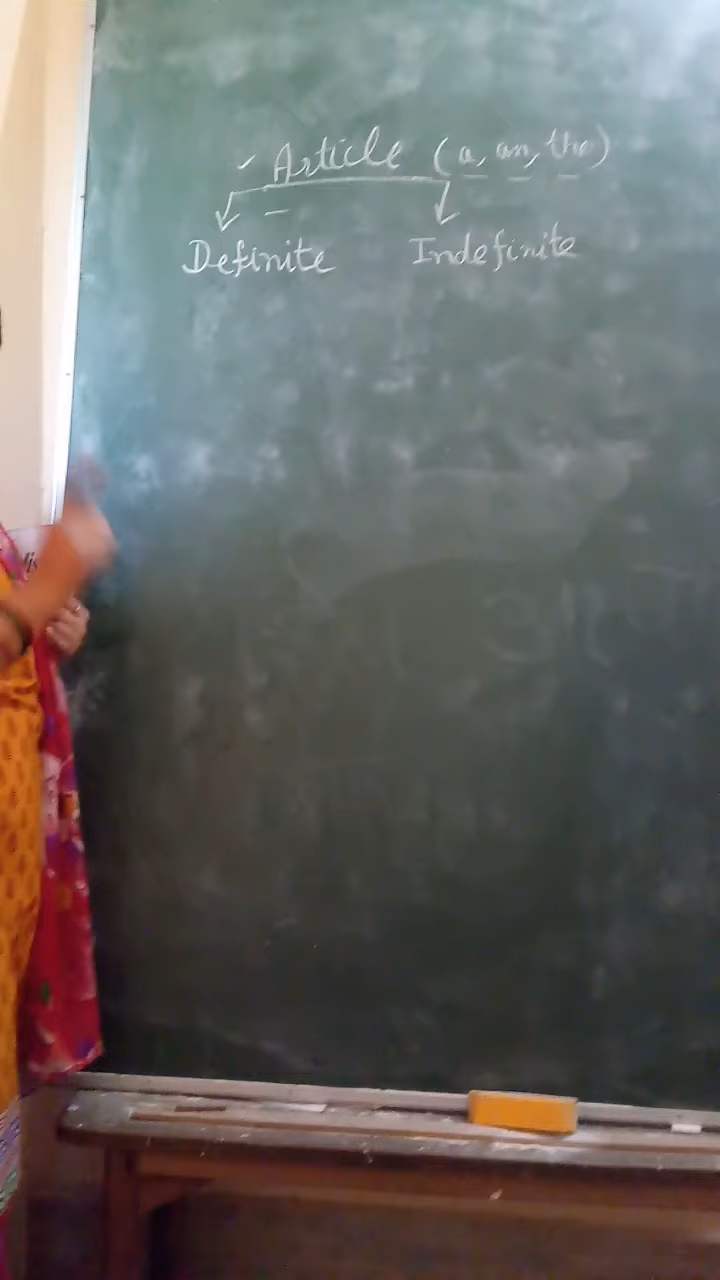 Article (a, an, the)
Definite Indefinite